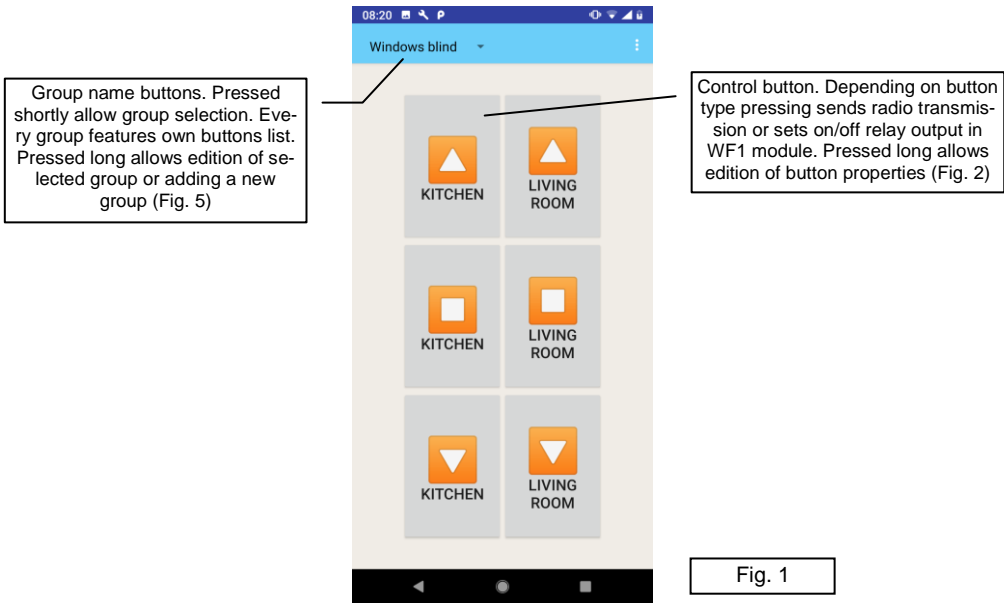 08:20
Windows blind
Group name buttons. Pressed
shortly allow group selection. Eve-
ry group features own buttons list.
Pressed long allows edition of se-
lected group or adding a new
group (Fig. 5)
Control button. Depending on button
type pressing sends radio transmis-
sion or sets on/off relay output in
WF1 module. Pressed long allows
edition of button properties (Fig. 2)
KITCHEN
LIVING
ROOM
KITCHEN
LIVING
ROOM
KITCHEN
LIVING
ROOM
Fig. 1